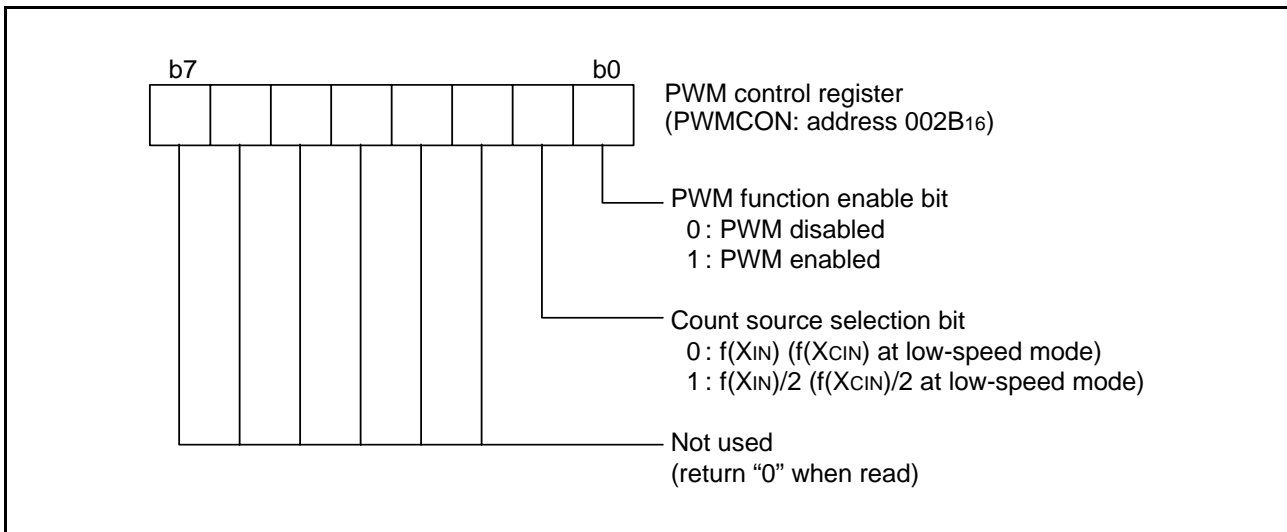 b7 b0
PWM control register
(PWMCON: address 002B16)
PWM function enable bit
0 : PWM disabled
1 : PWM enabled
Count source selection bit
0 : f(XIN) (f(XCIN) at low-speed mode)
1 : f(XIN)/2 (f(XCIN)/2 at low-speed mode)
Not used
(return “0” when read)